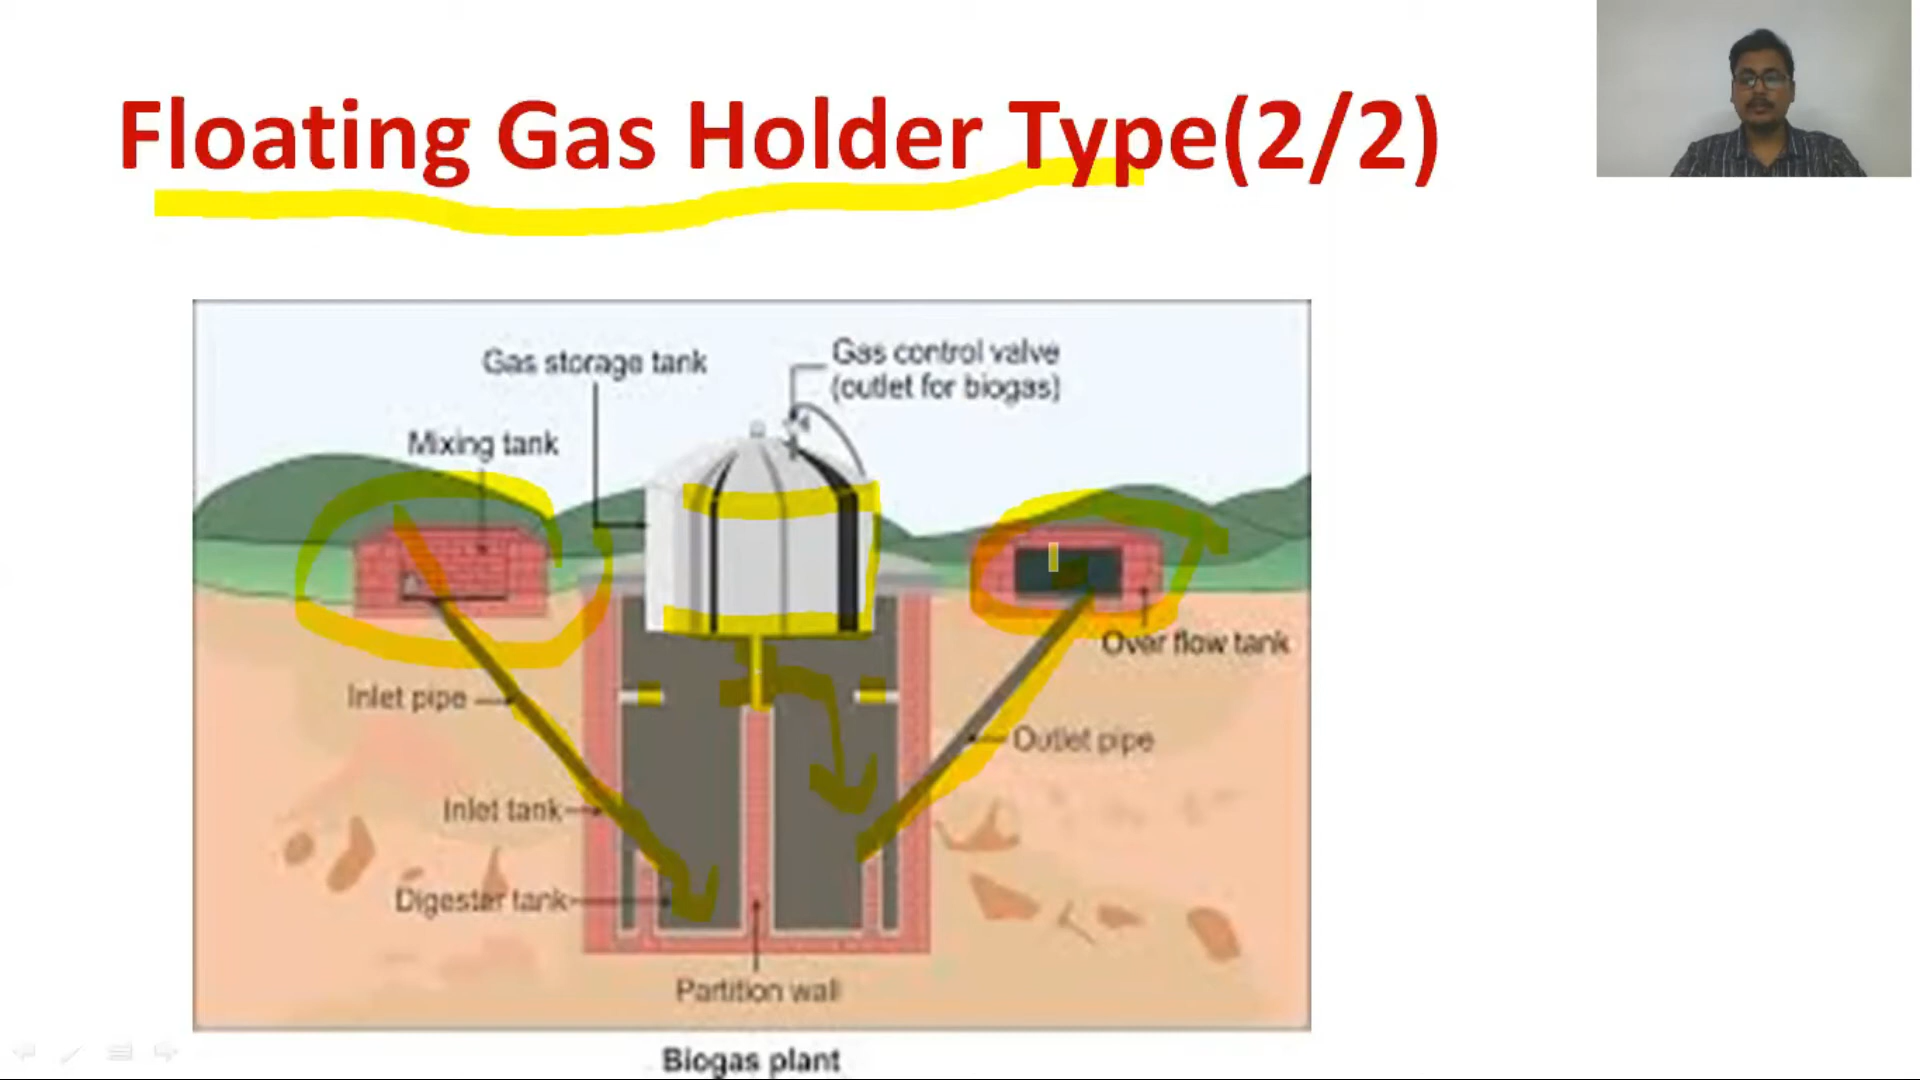 Floating Gas Holder Type(2/2)
Gas storage tank
Gas control valve
(outlet for biogas)
Mixing tank
Over flow tank
Inlet pipe
Outlet pipe
Inlet tank
Digester tank
Partition wall
Biogas plant